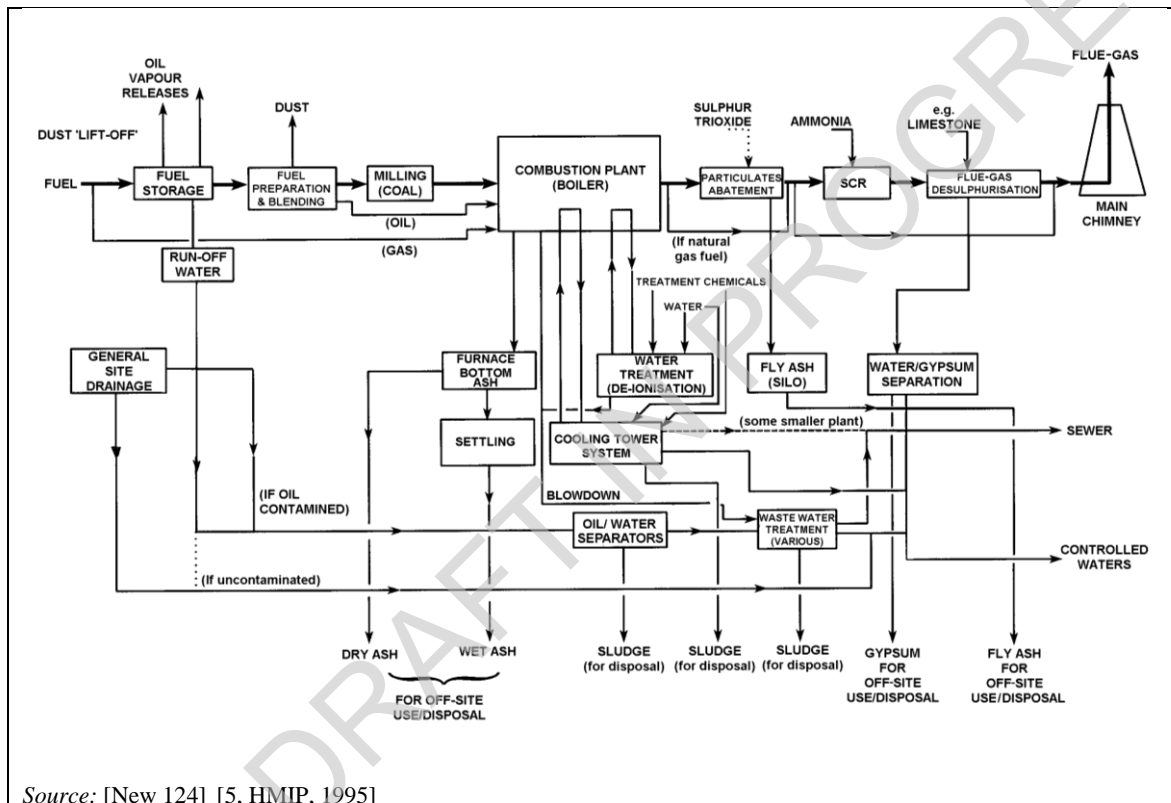 FLUE-GAS
OIL
VAPOUR
RELEASES
DUST
SULPHUR
TRIOXIDE
AMMONIA
e.g.
LIMESTONE
DUST 'LIFT-OFF'
FUEL
FUEL
STORAGE
FUEL
PREPARATION
& BLENDING
MILLING
(COAL)
COMBUSTION PLANT
(BOILER)
PARTICULATES
ABATEMENT
SCR
FLUE-GAS
DESULPHURISATION
MAIN
CHIMNEY
(OIL)
(GAS)
(If natural
gas fuel)
RUN-OFF
WATER
TREATMENT CHEMICALS
WATER
GENERAL
SITE
DRAINAGE
FURNACE
BOTTOM
ASH
WATER
TREATMENT
(DE-IONISATION)
FLY ASH
(SILO)
WATER/GYPSUM
SEPARATION
SETTLING
COOLING TOWER
SYSTEM
(some smaller plant)
SEWER
(IF OIL
CONTAMINED)
BLOWDOWN
OIL/ WATER
SEPARATORS
WASTE WATER
TREATMENT
(VARIOUS)
CONTROLLED
WATERS
(If uncontaminated)
DRY ASH
WET ASH
FOR OFF-SITE
USE/DISPOSAL
SLUDGE
(for disposal)
SLUDGE
(for disposal)
SLUDGE
(for disposal)
GYPSUM
FOR
OFF-SITE
USE/DISPOSAL
FLY ASH
FOR
OFF-SITE
USE/DISPOSAL
DRAFT IN PROGRE
Source: [New 124] [5, HMIP, 1995]